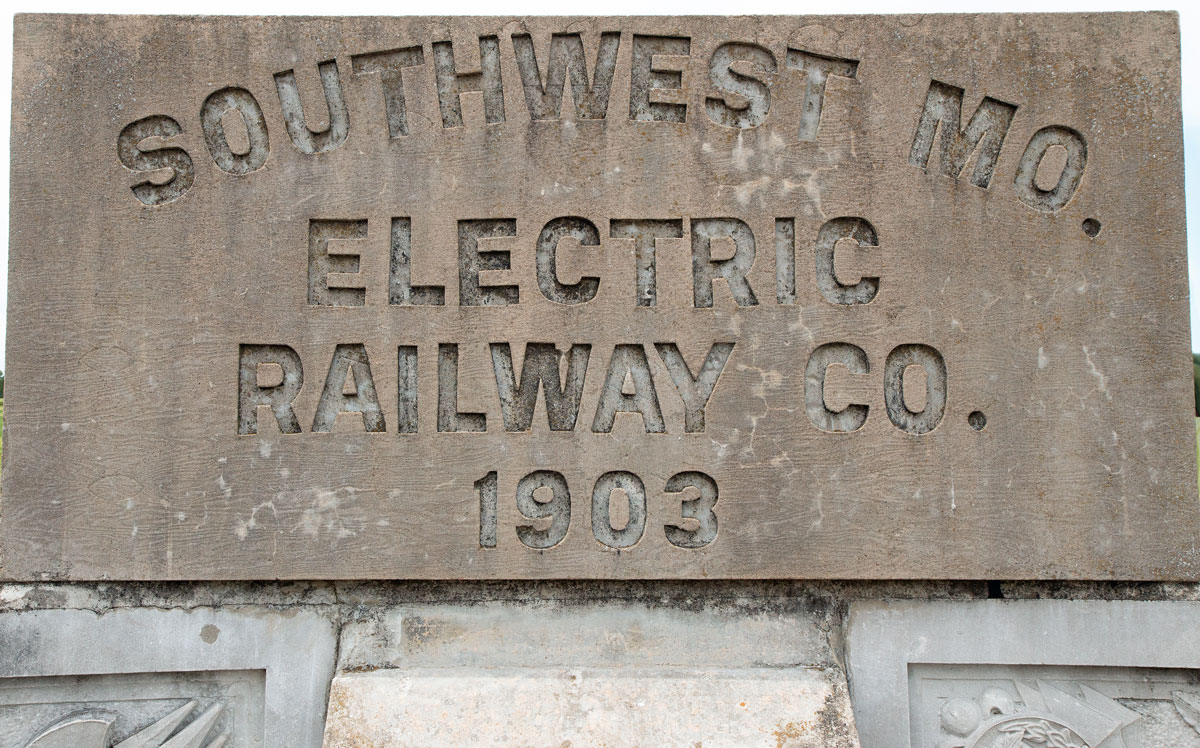 SOUTHWEST MO.
ELECTRIC
RAILWAY CO.
1903